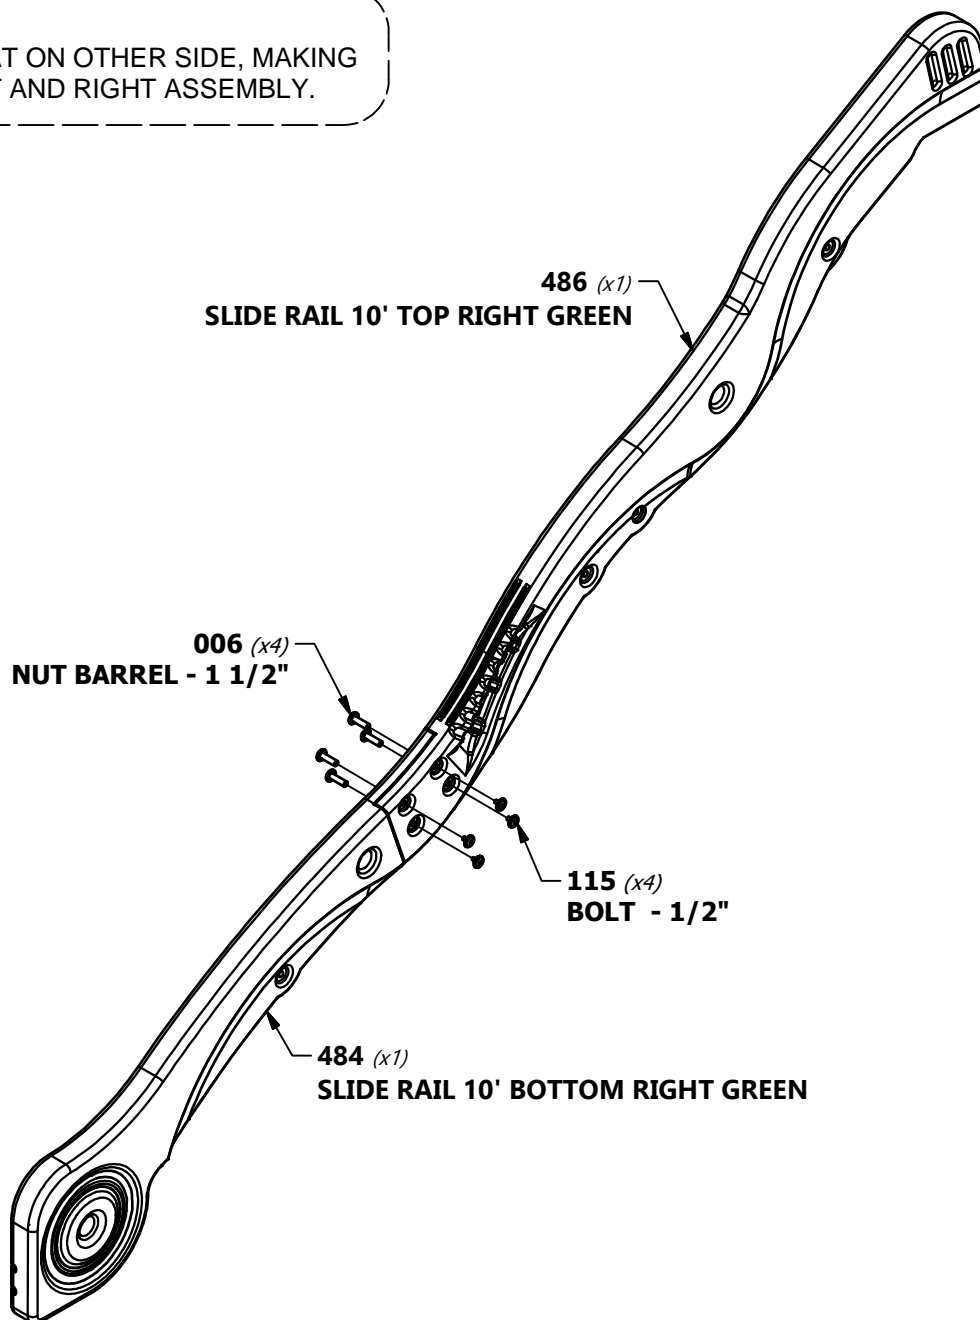 ON OTHER SIDE, MAKING
AND RIGHT ASSEMBLY.
486 (x1)
SLIDE RAIL 10' TOP RIGHT GREEN
006 (x4)
NUT BARREL - 1 1/2"
115 (x4)
BOLT - 1/2"
484 (x1)
SLIDE RAIL 10' BOTTOM RIGHT GREEN